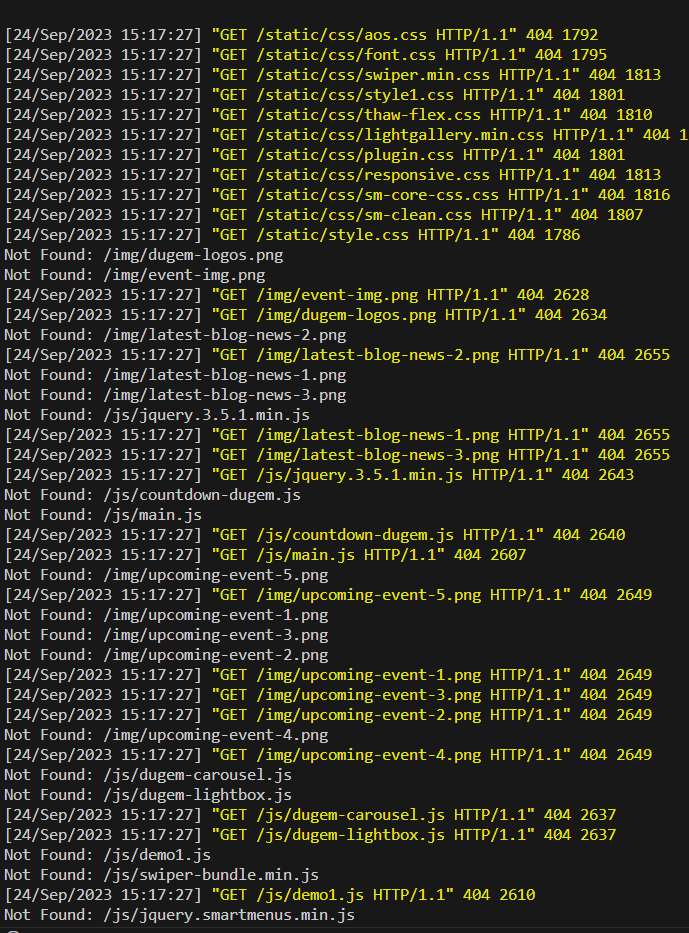 [24/Sep/2023 15:17:27] "GET /static/css/aos.css HTTP/1.1" 404 1792
[24/Sep/2023 15:17:27] "GET /static/css/font.css HTTP/1.1" 404 1795
[24/Sep/2023 15:17:27] "GET /static/css/swiper.min.css HTTP/1.1" 404 1813
[24/Sep/2023 15:17:27] "GET /static/css/style1.css HTTP/1.1" 404 1801
[24/Sep/2023 15:17:27] "GET /static/css/thaw-flex.css HTTP/1.1" 404 1810
[24/Sep/2023 15:17:27] "GET /static/css/lightgallery.min.css HTTP/1.1" 404 1
[24/Sep/2023 15:17:27] "GET /static/css/plugin.css HTTP/1.1" 404 1801
[24/Sep/2023 15:17:27] "GET /static/css/responsive.css HTTP/1.1" 404 1813
[24/Sep/2023 15:17:27] "GET /static/css/sm-core-css.css HTTP/1.1" 404 1816
[24/Sep/2023 15:17:27] "GET /static/css/sm-clean.css HTTP/1.1" 404 1807
[24/Sep/2023 15:17:27] "GET /static/style.css HTTP/1.1" 404 1786
Not Found: /img/dugem-logos.png
Not Found: /img/event-img.png
[24/Sep/2023 15:17:27] "GET /img/event-img.png HTTP/1.1" 404 2628
[24/Sep/2023 15:17:27] "GET /img/dugem-logos.png HTTP/1.1" 404 2634
Not Found: /img/latest-blog-news-2.png
[24/Sep/2023 15:17:27] "GET /img/latest-blog-news-2.png HTTP/1.1" 404 2655
Not Found: /img/latest-blog-news-1.png
Not Found: /img/latest-blog-news-3.png
Not Found: /js/jquery.3.5.1.min.js
[24/Sep/2023 15:17:27] "GET /img/latest-blog-news-1.png HTTP/1.1" 404 2655
[24/Sep/2023 15:17:27] "GET /img/latest-blog-news-3.png HTTP/1.1" 404 2655
[24/Sep/2023 15:17:27] "GET /js/jquery.3.5.1.min.js HTTP/1.1" 404 2643
Not Found: /js/countdown-dugem.js
Not Found: /js/main.js
[24/Sep/2023 15:17:27] "GET /js/countdown-dugem.js HTTP/1.1" 404 2640
[24/Sep/2023 15:17:27] "GET /js/main.js HTTP/1.1" 404 2607
Not Found: /img/upcoming-event-5.png
[24/Sep/2023 15:17:27] "GET /img/upcoming-event-5.png HTTP/1.1" 404 2649
Not Found: /img/upcoming-event-1.png
Not Found: /img/upcoming-event-3.png
Not Found: /img/upcoming-event-2.png
[24/Sep/2023 15:17:27] "GET /img/upcoming-event-1.png HTTP/1.1" 404 2649
[24/Sep/2023 15:17:27] "GET /img/upcoming-event-3.png HTTP/1.1" 404 2649
[24/Sep/2023 15:17:27] "GET /img/upcoming-event-2.png HTTP/1.1" 404 2649
Not Found: /img/upcoming-event-4.png
[24/Sep/2023 15:17:27] "GET /img/upcoming-event-4.png HTTP/1.1" 404 2649
Not Found: /js/dugem-carousel.js
Not Found: /js/dugem-lightbox.js
[24/Sep/2023 15:17:27] "GET /js/dugem-carousel.js HTTP/1.1" 404 2637
[24/Sep/2023 15:17:27] "GET /js/dugem-lightbox.js HTTP/1.1" 404 2637
Not Found: /js/demo1.js
Not Found: /js/swiper-bundle.min.js
[24/Sep/2023 15:17:27] "GET /js/demo1.js HTTP/1.1" 404 2610
Not Found: /js/jquery.smartmenus.min.js